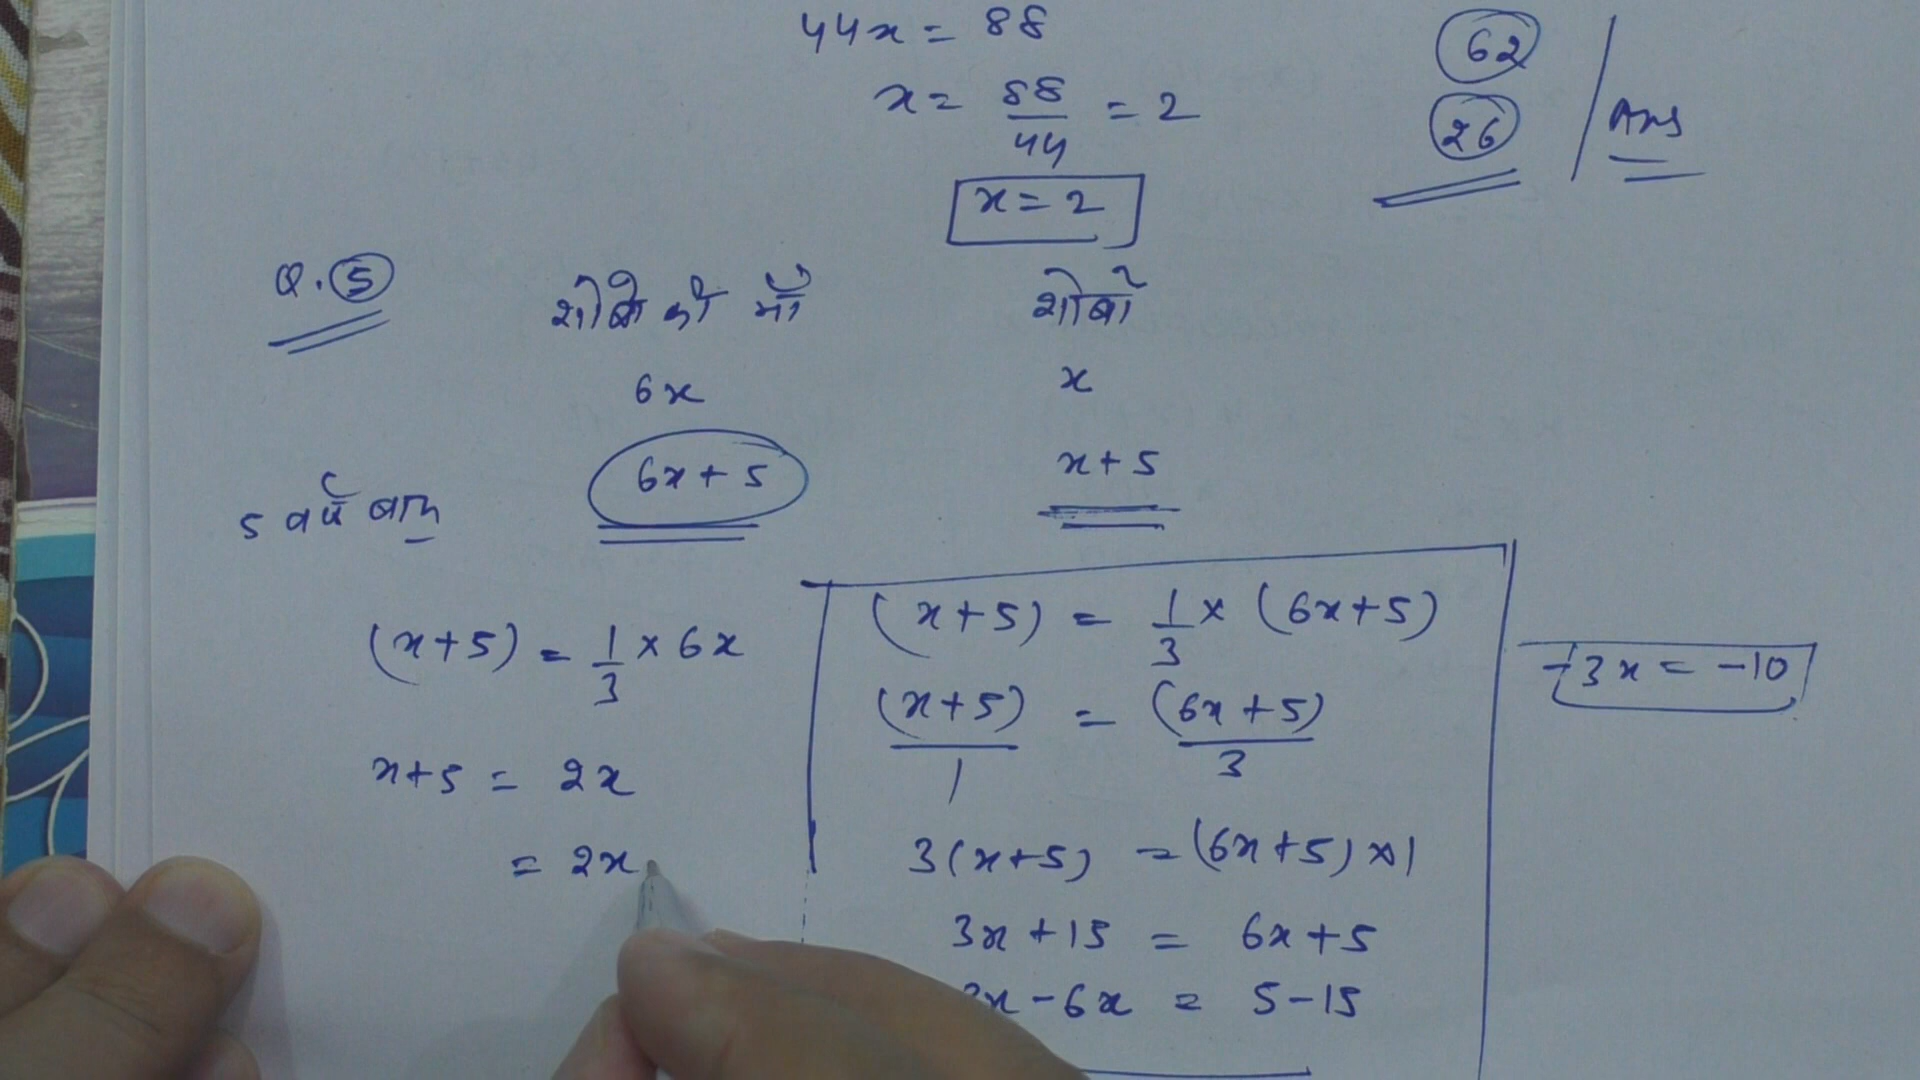 44x = 88
x = 88/44 = 2
x = 2
62
26
Ans
Q. 5
शोबो की माँ
शोबो
6x
x
5 वर्ष बाद
6x + 5
x + 5
(x + 5) = 1/3 × 6x
x + 5 = 2x
= 2x
(x + 5) = 1/3 × (6x + 5)
(x + 5)/1 = (6x + 5)/3
3(x + 5) = (6x + 5) × 1
3x + 15 = 6x + 5
3x - 6x = 5 - 15
-3x = -10